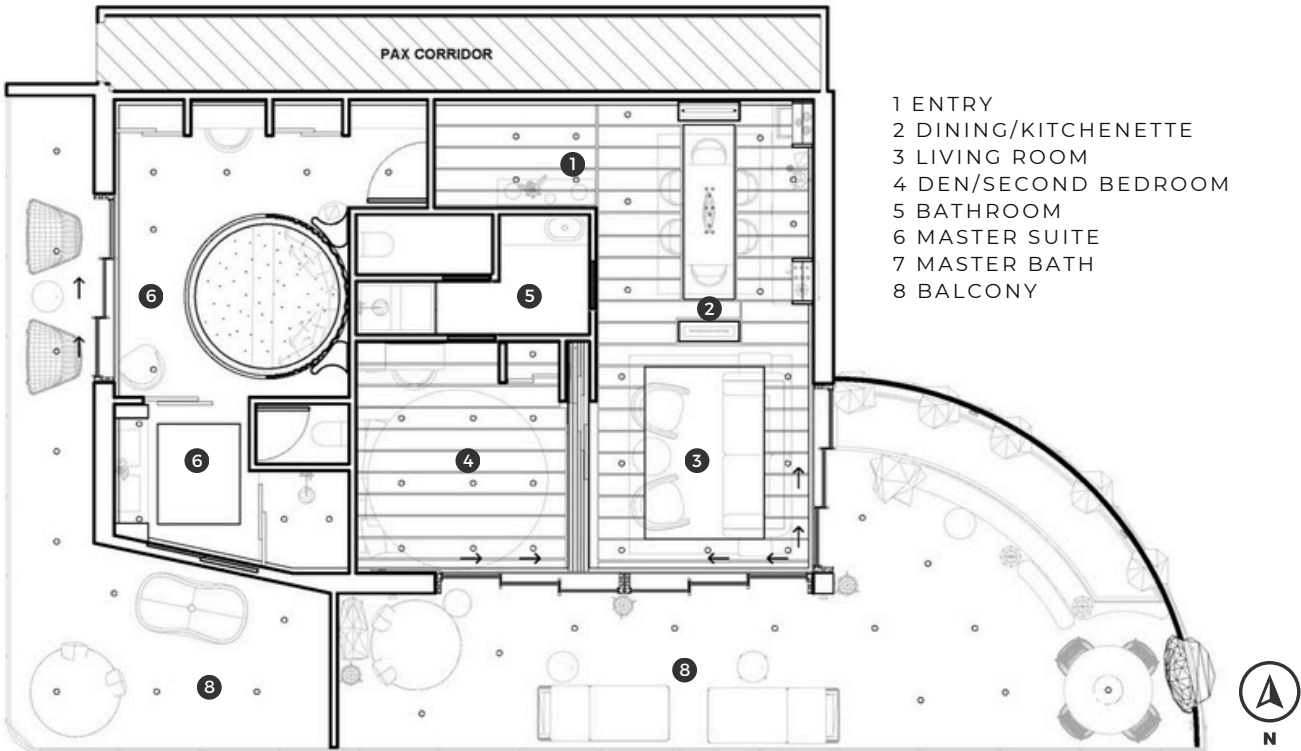 PAX CORRIDOR
1 ENTRY
2 DINING/KITCHENETTE
3 LIVING ROOM
4 DEN/SECOND BEDROOM
5 BATHROOM
6 MASTER SUITE
7 MASTER BATH
8 BALCONY
1
6
5
2
6
4
3
8
8
N